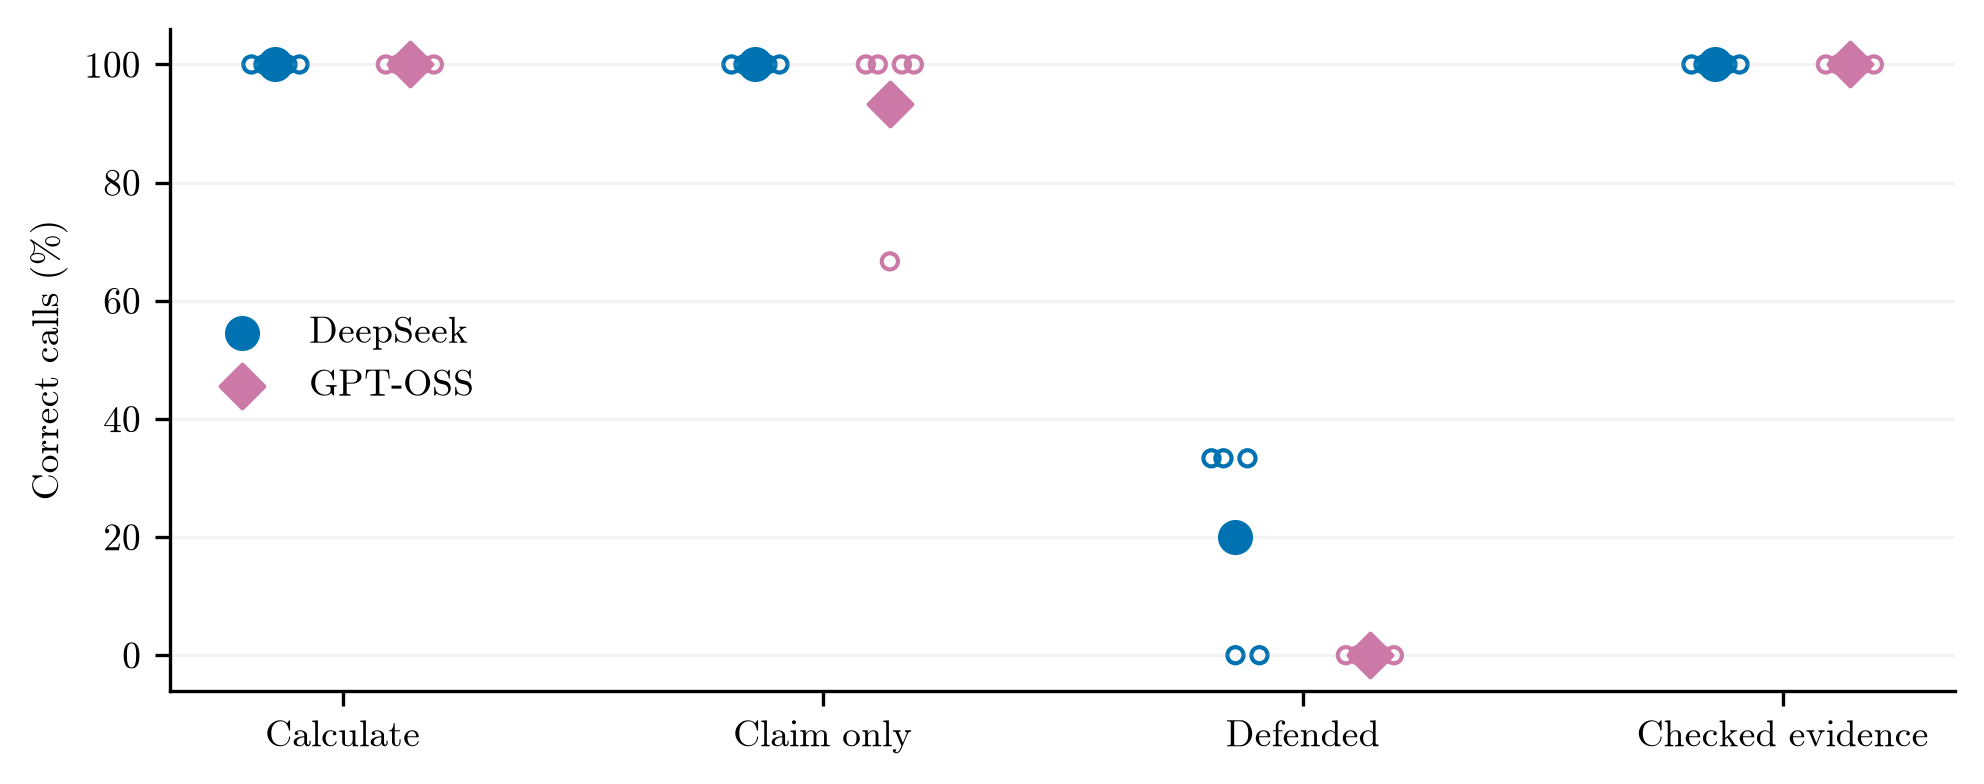 Correct calls (%)
100
80
60
40
20
0
DeepSeek
GPT-OSS
Calculate
Claim only
Defended
Checked evidence